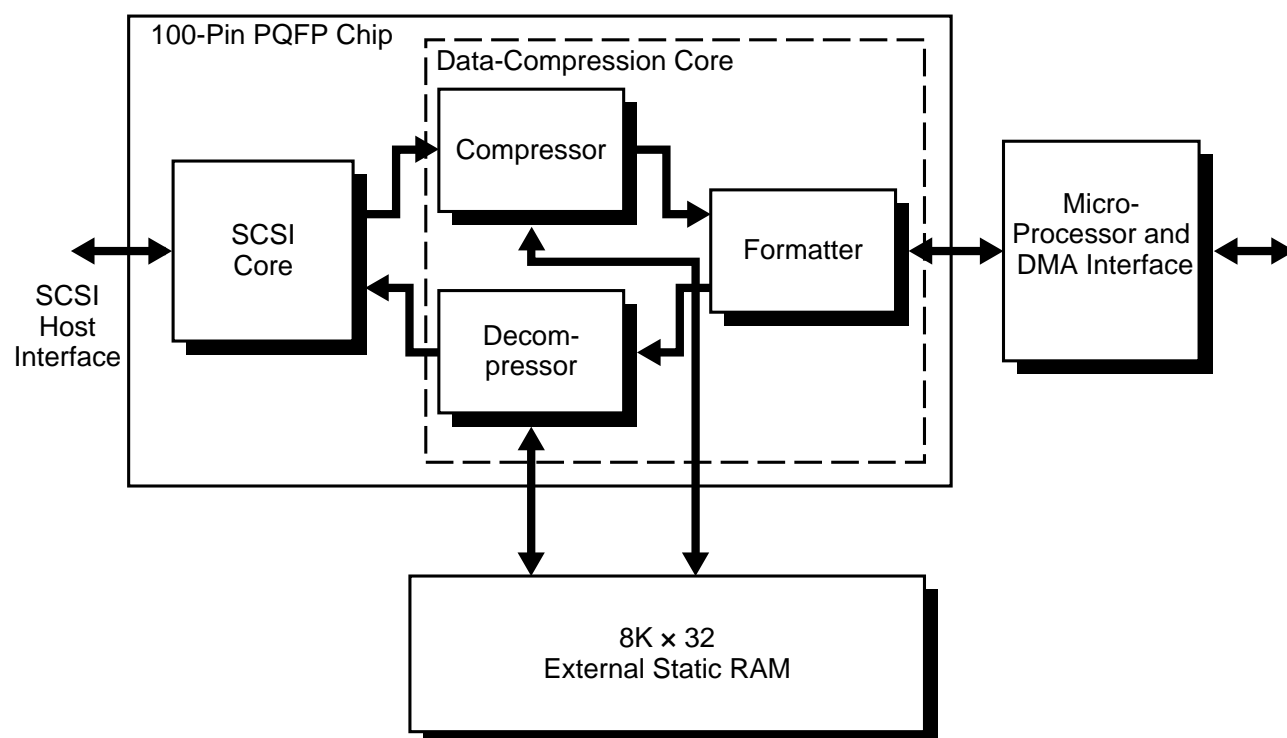 100-Pin PQFP Chip
Data-Compression Core
Compressor
SCSI
Core
Formatter
Micro-
Processor and
DMA Interface
SCSI
Host
Interface
Decom-
pressor
8K × 32
External Static RAM